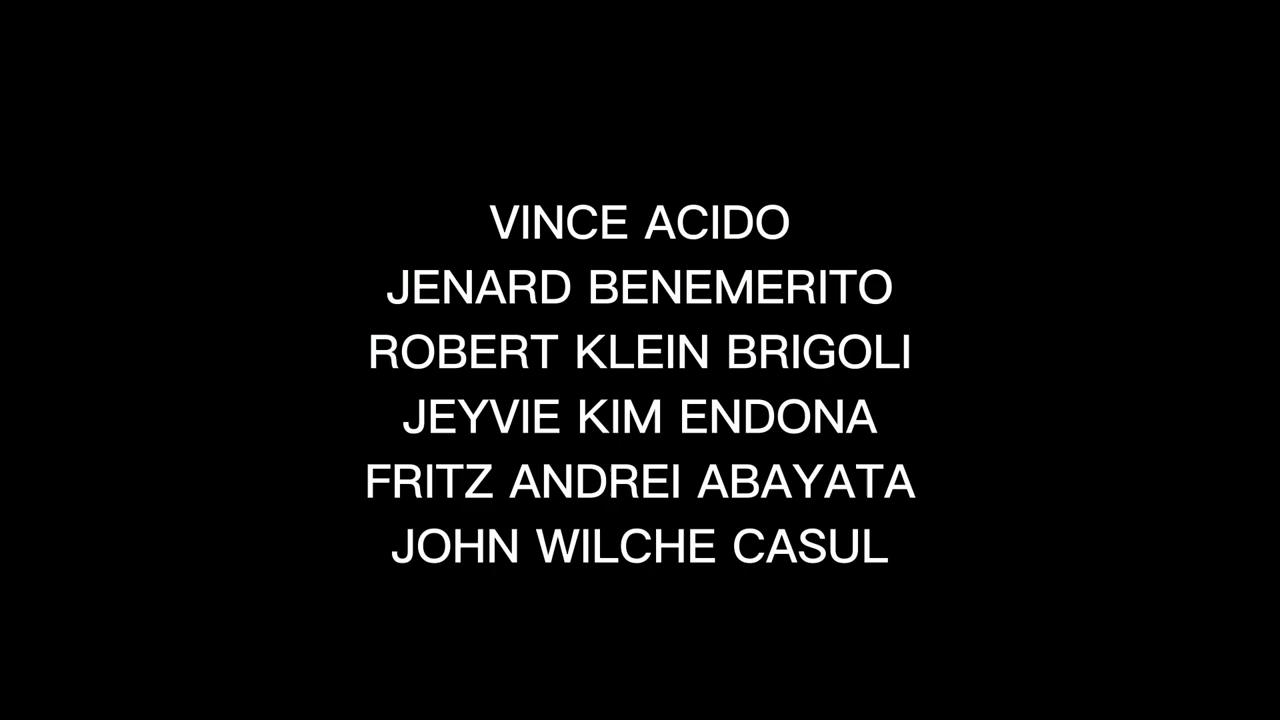 VINCE ACIDO
JENARD BENEMERITO
ROBERT KLEIN BRIGOLI
JEYVIE KIM ENDONA
FRITZ ANDREI ABAYATA
JOHN WILCHE CASUL